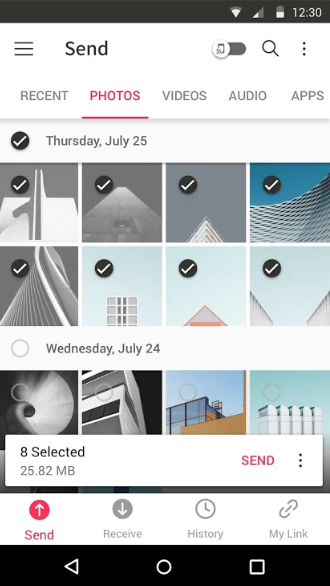 12:30
Send
RECENT PHOTOS VIDEOS AUDIO APPS
Thursday, July 25
Wednesday, July 24
8 Selected
25.82 MB
SEND
Send Receive History My Link